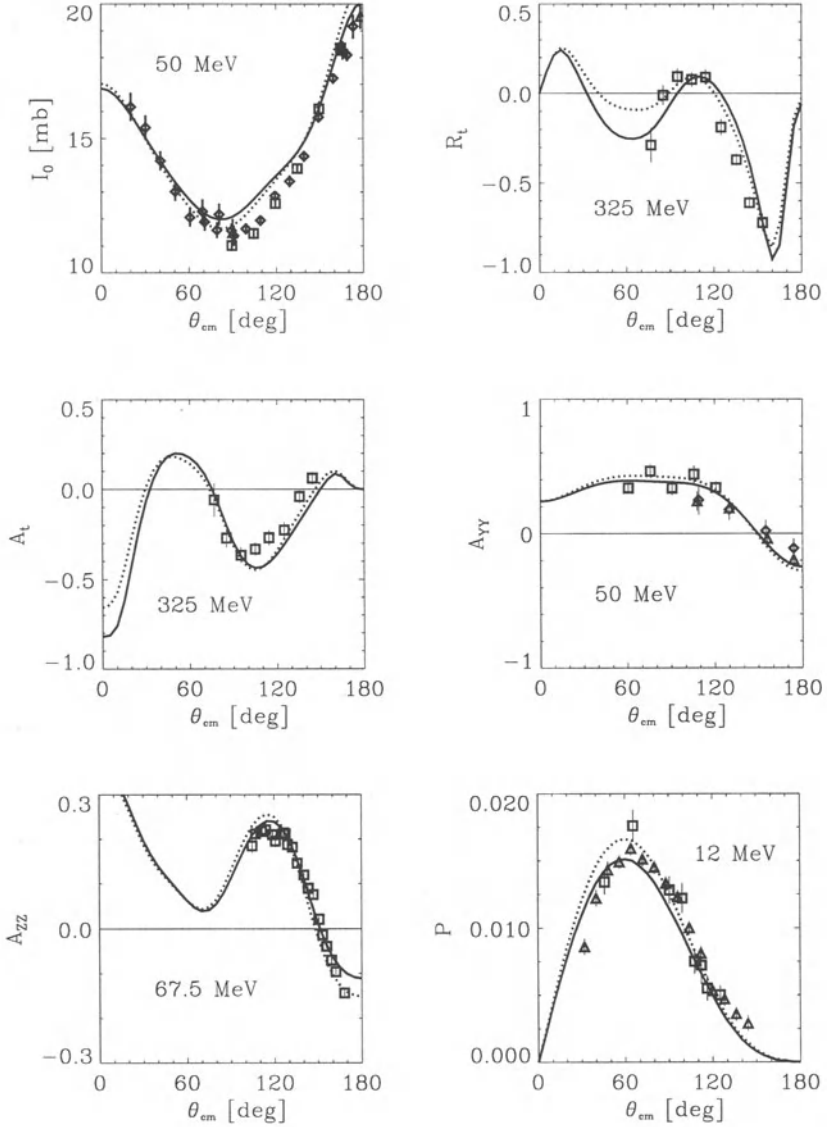 20
15
10
I₀ [mb]
50 MeV
0 60 120 180
θcm [deg]
0.5
0.0
−0.5
−1.0
Rt
325 MeV
0 60 120 180
θcm [deg]
0.5
0.0
−0.5
−1.0
At
325 MeV
0 60 120 180
θcm [deg]
1
0
−1
AYY
50 MeV
0 60 120 180
θcm [deg]
0.3
0.0
−0.3
AZZ
67.5 MeV
0 60 120 180
θcm [deg]
0.020
0.010
0.000
P
12 MeV
0 60 120 180
θcm [deg]